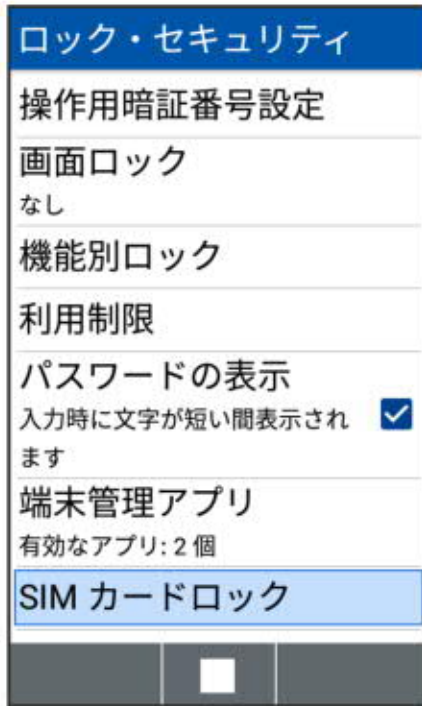 ロック・セキュリティ
操作用暗証番号設定
画面ロック
なし
機能別ロック
利用制限
パスワードの表示
入力時に文字が短い間表示され
ます
端末管理アプリ
有効なアプリ: 2 個
SIM カードロック